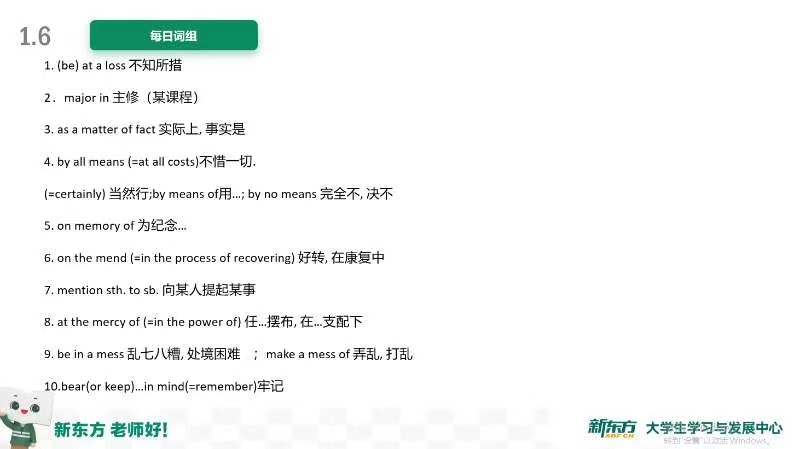 1.6
每日词组
1. (be) at a loss 不知所措
2．major in 主修（某课程）
3. as a matter of fact 实际上, 事实是
4. by all means (=at all costs)不惜一切.
(=certainly) 当然行;by means of用…; by no means 完全不, 决不
5. on memory of 为纪念…
6. on the mend (=in the process of recovering) 好转, 在康复中
7. mention sth. to sb. 向某人提起某事
8. at the mercy of (=in the power of) 任…摆布, 在…支配下
9. be in a mess 乱七八糟, 处境困难　; make a mess of 弄乱, 打乱
10.bear(or keep)…in mind(=remember)牢记
新东方 老师好!
新东方 大学生学习与发展中心
XDF.CN
转到"设置"以激活 Windows。